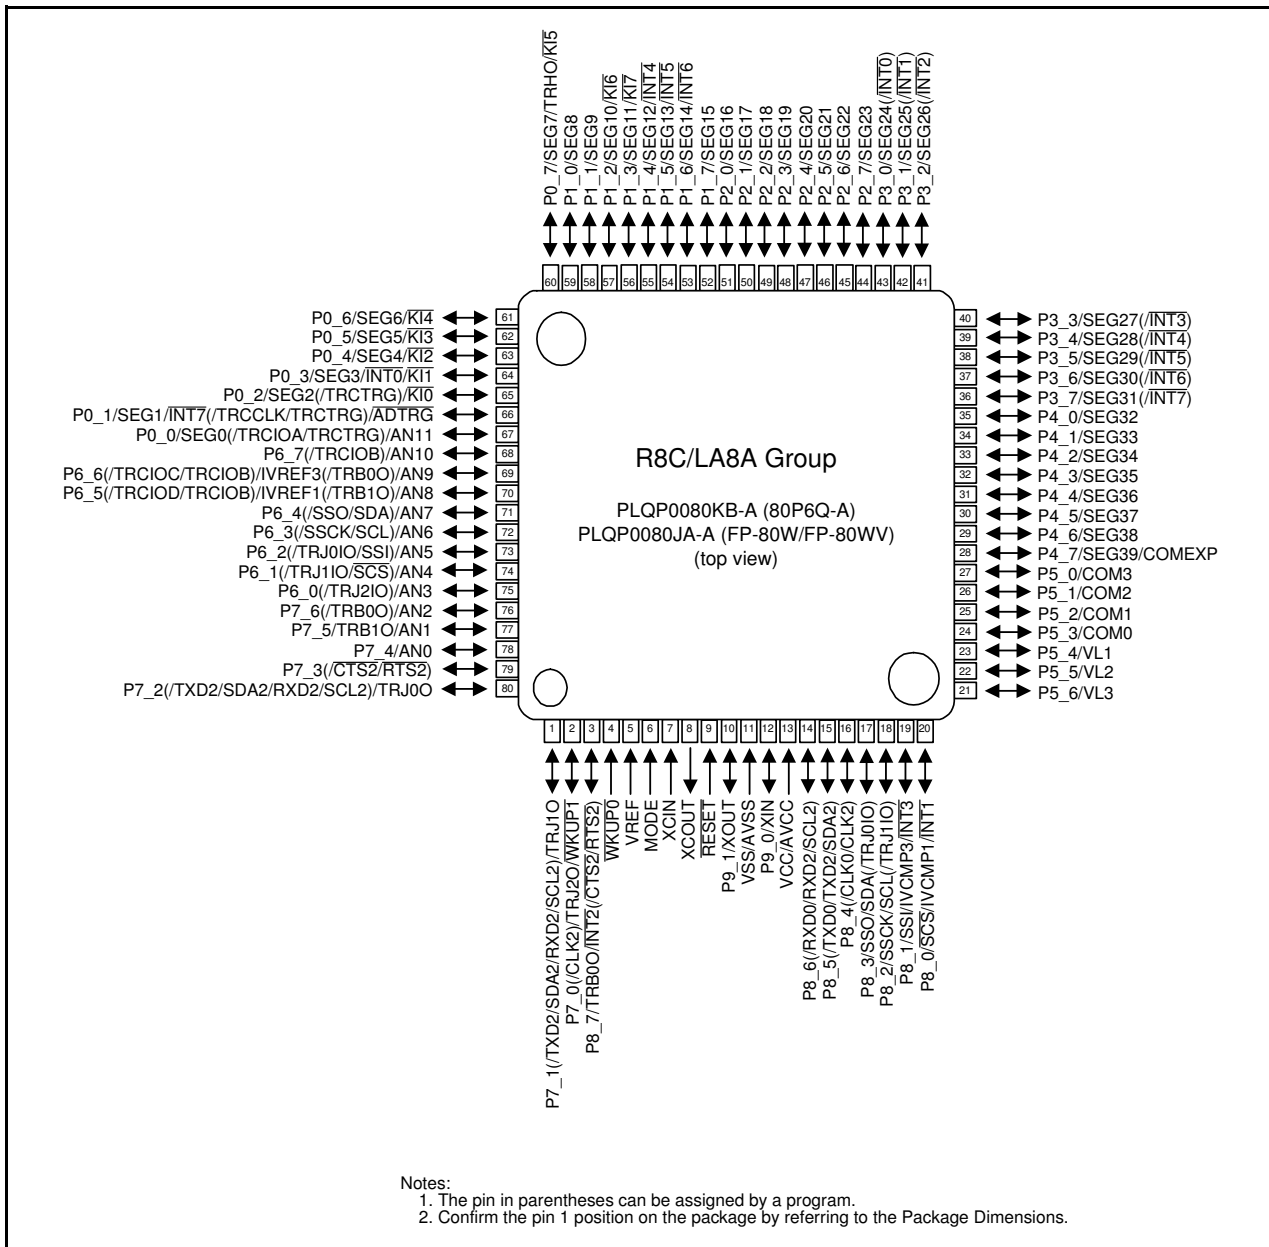 P0_7/SEG7/TRHO/KI5
P1_0/SEG8
P1_1/SEG9
P1_2/SEG10/KI6
P1_3/SEG11/KI7
P1_4/SEG12/INT4
P1_5/SEG13/INT5
P1_6/SEG14/INT6
P1_7/SEG15
P2_0/SEG16
P2_1/SEG17
P2_2/SEG18
P2_3/SEG19
P2_4/SEG20
P2_5/SEG21
P2_6/SEG22
P2_7/SEG23
P3_0/SEG24(/INT0)
P3_1/SEG25(/INT1)
P3_2/SEG26(/INT2)
60 59 58 57 56 55 54 53 52 51 50 49 48 47 46 45 44 43 42 41
P0_6/SEG6/KI4 61
P0_5/SEG5/KI3 62
P0_4/SEG4/KI2 63
P0_3/SEG3/INT0/KI1 64
P0_2/SEG2(/TRCTRG)/KI0 65
P0_1/SEG1/INT7(/TRCCLK/TRCTRG)/ADTRG 66
P0_0/SEG0(/TRCIOA/TRCTRG)/AN11 67
P6_7(/TRCIOB)/AN10 68
P6_6(/TRCIOC/TRCIOB)/IVREF3(/TRB0O)/AN9 69
P6_5(/TRCIOD/TRCIOB)/IVREF1(/TRB1O)/AN8 70
P6_4(/SSO/SDA)/AN7 71
P6_3(/SSCK/SCL)/AN6 72
P6_2(/TRJ0IO/SSI)/AN5 73
P6_1(/TRJ1IO/SCS)/AN4 74
P6_0(/TRJ2IO)/AN3 75
P7_6(/TRB0O)/AN2 76
P7_5/TRB1O/AN1 77
P7_4/AN0 78
P7_3(/CTS2/RTS2) 79
P7_2(/TXD2/SDA2/RXD2/SCL2)/TRJ0O 80
R8C/LA8A Group
PLQP0080KB-A (80P6Q-A)
PLQP0080JA-A (FP-80W/FP-80WV)
(top view)
40 P3_3/SEG27(/INT3)
39 P3_4/SEG28(/INT4)
38 P3_5/SEG29(/INT5)
37 P3_6/SEG30(/INT6)
36 P3_7/SEG31(/INT7)
35 P4_0/SEG32
34 P4_1/SEG33
33 P4_2/SEG34
32 P4_3/SEG35
31 P4_4/SEG36
30 P4_5/SEG37
29 P4_6/SEG38
28 P4_7/SEG39/COMEXP
27 P5_0/COM3
26 P5_1/COM2
25 P5_2/COM1
24 P5_3/COM0
23 P5_4/VL1
22 P5_5/VL2
21 P5_6/VL3
1 2 3 4 5 6 7 8 9 10 11 12 13 14 15 16 17 18 19 20
P7_1(/TXD2/SDA2/RXD2/SCL2)/TRJ1O
P7_0(/CLK2)/TRJ2O/WKUP1
P8_7/TRB0O/INT2(/CTS2/RTS2)
WKUP0
VREF
MODE
XCIN
XCOUT
RESET
P9_1/XOUT
VSS/AVSS
P9_0/XIN
VCC/AVCC
P8_6(/RXD0/RXD2/SCL2)
P8_5(/TXD0/TXD2/SDA2)
P8_4(/CLK0/CLK2)
P8_3/SSO/SDA(/TRJ0IO)
P8_2/SSCK/SCL(/TRJ1IO)
P8_1/SSI/IVCMP3/INT3
P8_0/SCS/IVCMP1/INT1
Notes:
1. The pin in parentheses can be assigned by a program.
2. Confirm the pin 1 position on the package by referring to the Package Dimensions.